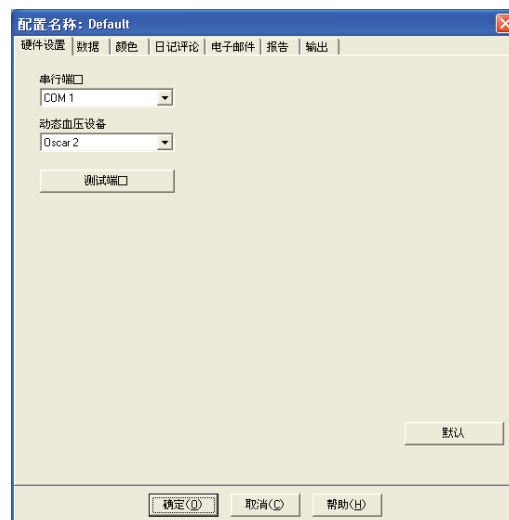 配置名称: Default
硬件设置 数据 颜色 日记评论 电子邮件 报告 输出
串行端口
COM 1
动态血压设备
Oscar 2
测试端口
默认
确定(O) 取消(C) 帮助(H)